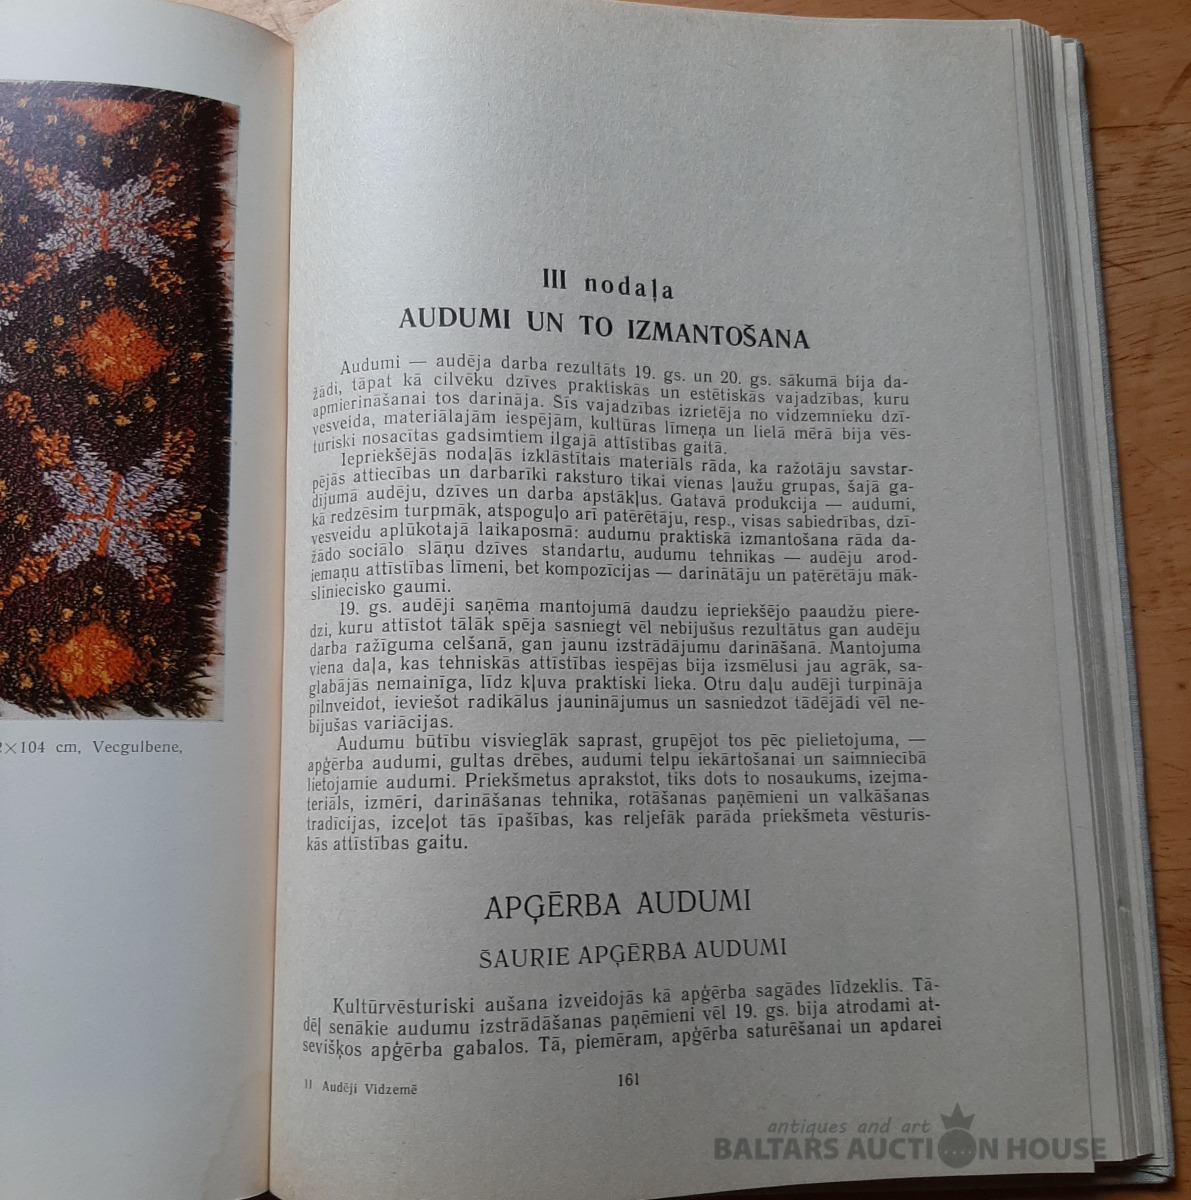 2×104 cm, Vecgulbene,
III nodaļa
AUDUMI UN TO IZMANTOŠANA
Audumi — audēja darba rezultāts 19. gs. un 20. gs. sākumā bija da-
žādi, tāpat kā cilvēku dzīves praktiskās un estētiskās vajadzības, kuru
apmierināšanai tos darināja. Šīs vajadzības izrietēja no vidzemnieku dzī-
vesveida, materiālajām iespējām, kultūras līmeņa un lielā mērā bija vēs-
turiski nosacītas gadsimtiem ilgajā attīstības gaitā.
Iepriekšējās nodaļās izklāstītais materiāls rāda, ka ražotāju savstar-
pējās attiecības un darbarīki raksturo tikai vienas ļaužu grupas, šajā ga-
dījumā audēju, dzīves un darba apstākļus. Gatavā produkcija — audumi,
kā redzēsim turpmāk, atspoguļo arī patērētāju, resp., visas sabiedrības, dzī-
vesveidu aplūkotajā laikaposmā: audumu praktiskā izmantošana rāda da-
žādo sociālo slāņu dzīves standartu, audumu tehnikas — audēju arod-
iemaņu attīstības līmeni, bet kompozīcijas — darinātāju un patērētāju māk-
sliniecisko gaumi.
19. gs. audēji saņēma mantojumā daudzu iepriekšējo paaudžu piere-
dzi, kuru attīstot tālāk spēja sasniegt vēl nebijušus rezultātus gan audēju
darba ražīguma celšanā, gan jaunu izstrādājumu darināšanā. Mantojuma
viena daļa, kas tehniskās attīstības iespējas bija izsmēlusi jau agrāk, sa-
glabājās nemainīga, līdz kļuva praktiski lieka. Otru daļu audēji turpināja
pilnveidot, ieviešot radikālus jauninājumus un sasniedzot tādējādi vēl ne-
bijušas variācijas.
Audumu būtību visvieglāk saprast, grupējot tos pēc pielietojuma, —
apģērba audumi, gultas drēbes, audumi telpu iekārtošanai un saimniecībā
lietojamie audumi. Priekšmetus aprakstot, tiks dots to nosaukums, izejma-
teriāls, izmēri, darināšanas tehnika, rotāšanas paņēmieni un valkāšanas
tradīcijas, izceļot tās īpašības, kas reljefāk parāda priekšmeta vēsturis-
kās attīstības gaitu.
APĢĒRBA AUDUMI
ŠAURIE APĢĒRBA AUDUMI
Kultūrvēsturiski aušana izveidojās kā apģērba sagādes līdzeklis. Tā-
dēļ senākie audumu izstrādāšanas paņēmieni vēl 19. gs. bija atrodami at-
sevišķos apģērba gabalos. Tā, piemēram, apģērba saturēšanai un apdarei
11 Audēji Vidzemē
161
antiques and art
BALTARS AUCTION HOUSE